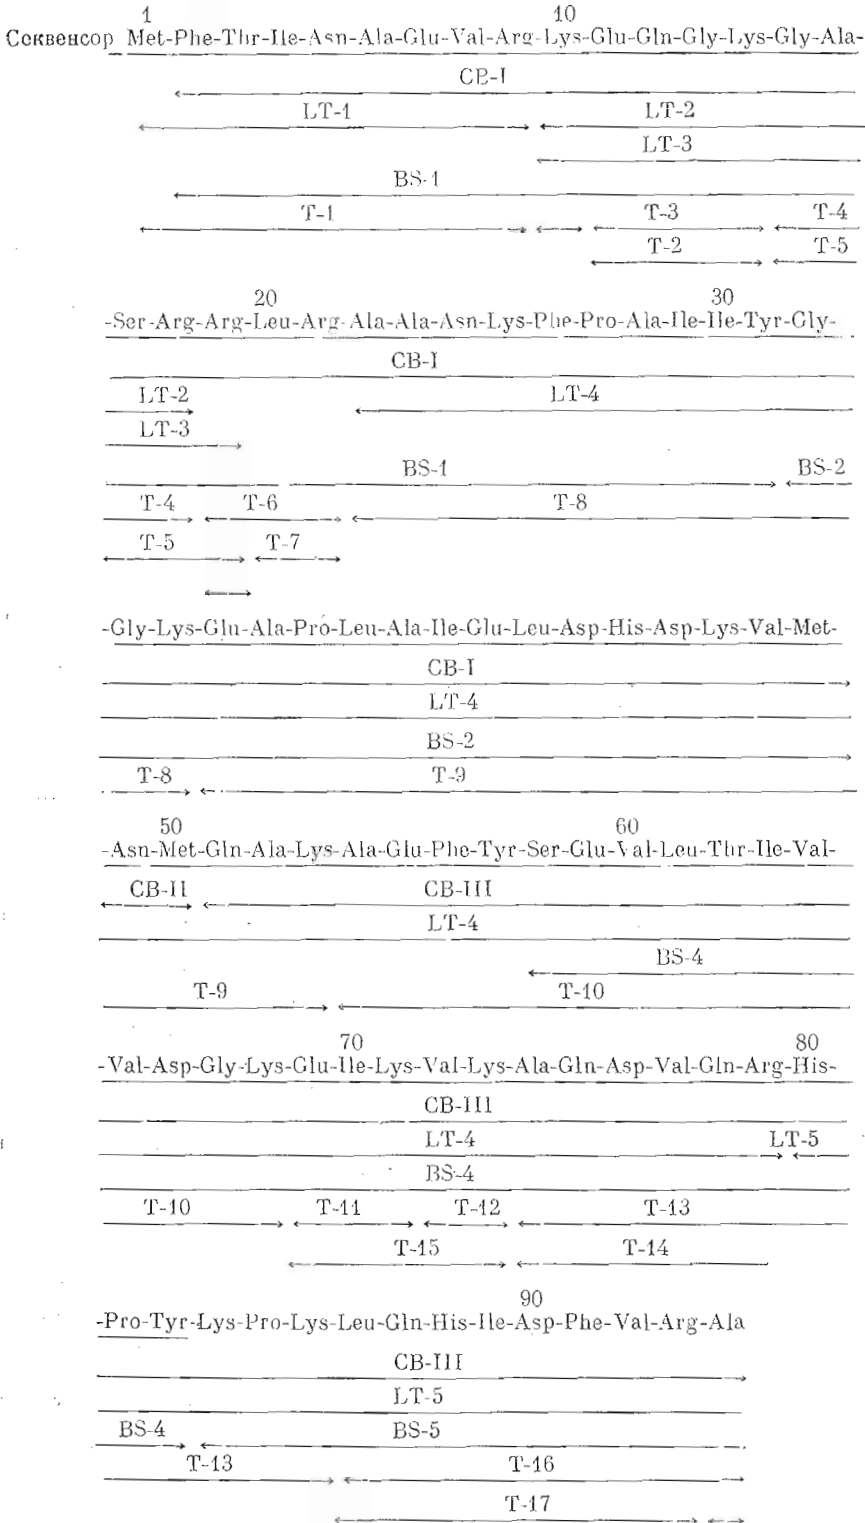 1 10
Секвенсор Met-Phe-Thr-Ile-Asn-Ala-Glu-Val-Arg-Lys-Glu-Gln-Gly-Lys-Gly-Ala-
CB-I
LT-1 LT-2
LT-3
BS-1
T-1 T-3 T-4
T-2 T-5
20 30
-Ser-Arg-Arg-Leu-Arg-Ala-Ala-Asn-Lys-Phe-Pro-Ala-Ile-Ile-Tyr-Gly-
CB-I
LT-2 LT-4
LT-3
BS-1 BS-2
T-4 T-6 T-8
T-5 T-7
-Gly-Lys-Glu-Ala-Pro-Leu-Ala-Ile-Glu-Leu-Asp-His-Asp-Lys-Val-Met-
CB-I
LT-4
BS-2
T-8 T-9
50 60
-Asn-Met-Gln-Ala-Lys-Ala-Glu-Phe-Tyr-Ser-Glu-Val-Leu-Thr-Ile-Val-
CB-II CB-III
LT-4
BS-4
T-9 T-10
70 80
-Val-Asp-Gly-Lys-Glu-Ile-Lys-Val-Lys-Ala-Gln-Asp-Val-Gln-Arg-His-
CB-III
LT-4 LT-5
BS-4
T-10 T-11 T-12 T-13
T-15 T-14
90
-Pro-Tyr-Lys-Pro-Lys-Leu-Gln-His-Ile-Asp-Phe-Val-Arg-Ala
CB-III
LT-5
BS-4 BS-5
T-13 T-16
T-17